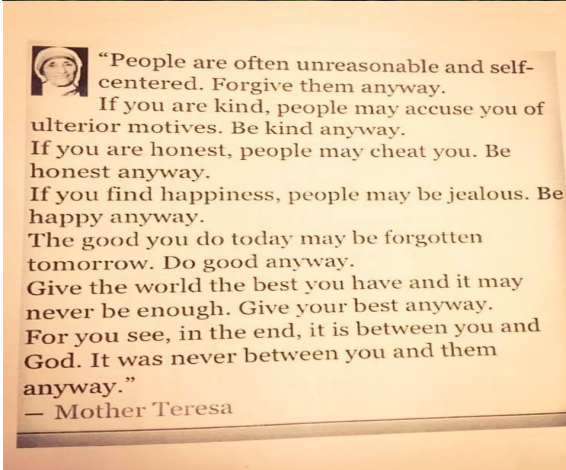 “People are often unreasonable and self-
centered. Forgive them anyway.
If you are kind, people may accuse you of
ulterior motives. Be kind anyway.
If you are honest, people may cheat you. Be
honest anyway.
If you find happiness, people may be jealous. Be
happy anyway.
The good you do today may be forgotten
tomorrow. Do good anyway.
Give the world the best you have and it may
never be enough. Give your best anyway.
For you see, in the end, it is between you and
God. It was never between you and them
anyway.”
— Mother Teresa